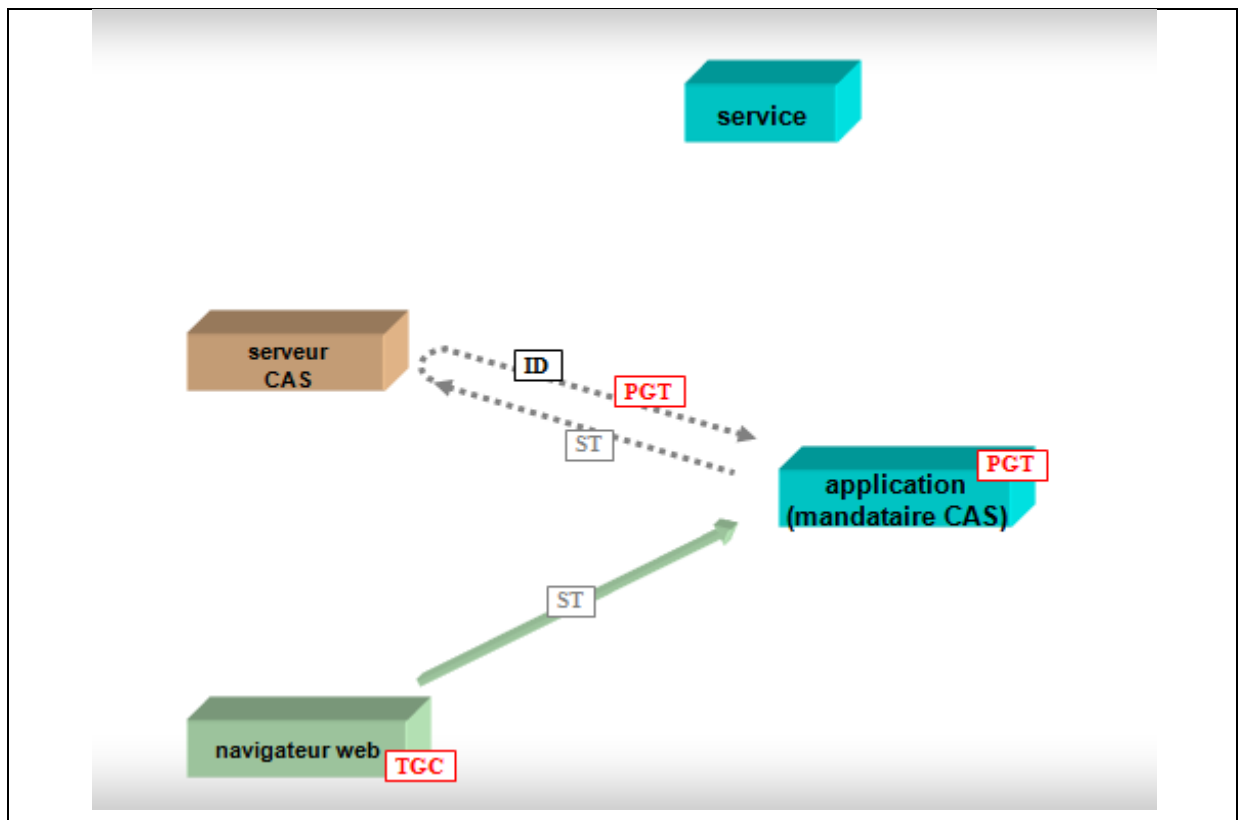 service
serveur
CAS
ID
PGT
ST
PGT
application
(mandataire CAS)
ST
navigateur web
TGC